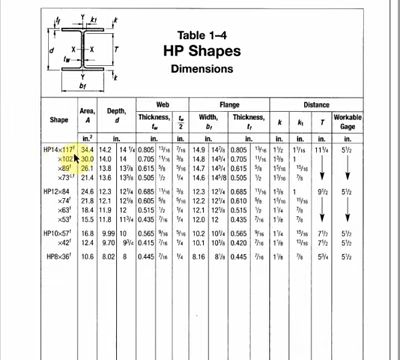 Table 1–4
HP Shapes
Dimensions
Y k1 k
tf
d X X T
tw
Y k
bf
Shape Area, A Depth, d Web Flange Distance
Thickness, tw tw/2 Width, bf Thickness, tf k k1 T Workable Gage
in.² in. in. in. in. in. in. in. in. in.
HP14×117f 34.4 14.2 14 1/4 0.805 13/16 7/16 14.9 14 7/8 0.805 13/16 1 1/2 1 1/16 11 1/4 5 1/2
×102f 30.0 14.0 14 0.705 11/16 3/8 14.8 14 3/4 0.705 11/16 1 3/8
×89f 26.1 13.8 13 7/8 0.615 5/8 5/16 14.7 14 3/4 0.615 5/8 1 5/16
×73c,f 21.4 13.6 13 5/8 0.505 1/2 1/4 14.6 14 5/8 0.505 1/2 1 3/16
HP12×84 24.6 12.3 12 1/4 0.685 11/16 3/8 12.3 12 1/4 0.685 11/16 1 3/8 1 9 1/2 5 1/2
×74f 21.8 12.1 12 1/8 0.605 5/8 5/16 12.2 12 1/4 0.610 5/8 1 5/16
×63f 18.4 11.9 12 0.515 1/2 1/4 12.1 12 1/8 0.515 1/2 1 1/4 7/8
×53f 15.5 11.8 11 3/4 0.435 7/16 1/4 12.0 12 0.435 7/16 1 1/8 7/8
HP10×57f 16.8 9.99 10 0.565 9/16 5/16 10.2 10 1/4 0.565 9/16 1 1/4 15/16 7 1/2 5 1/2
×42f 12.4 9.70 9 3/4 0.415 7/16 1/4 10.1 10 1/8 0.420 7/16 1 1/8 7/8 7 1/2 5 1/2
HP8×36f 10.6 8.02 8 0.445 7/16 1/4 8.16 8 1/8 0.445 7/16 1 1/8 7/8 5 3/4 5 1/2